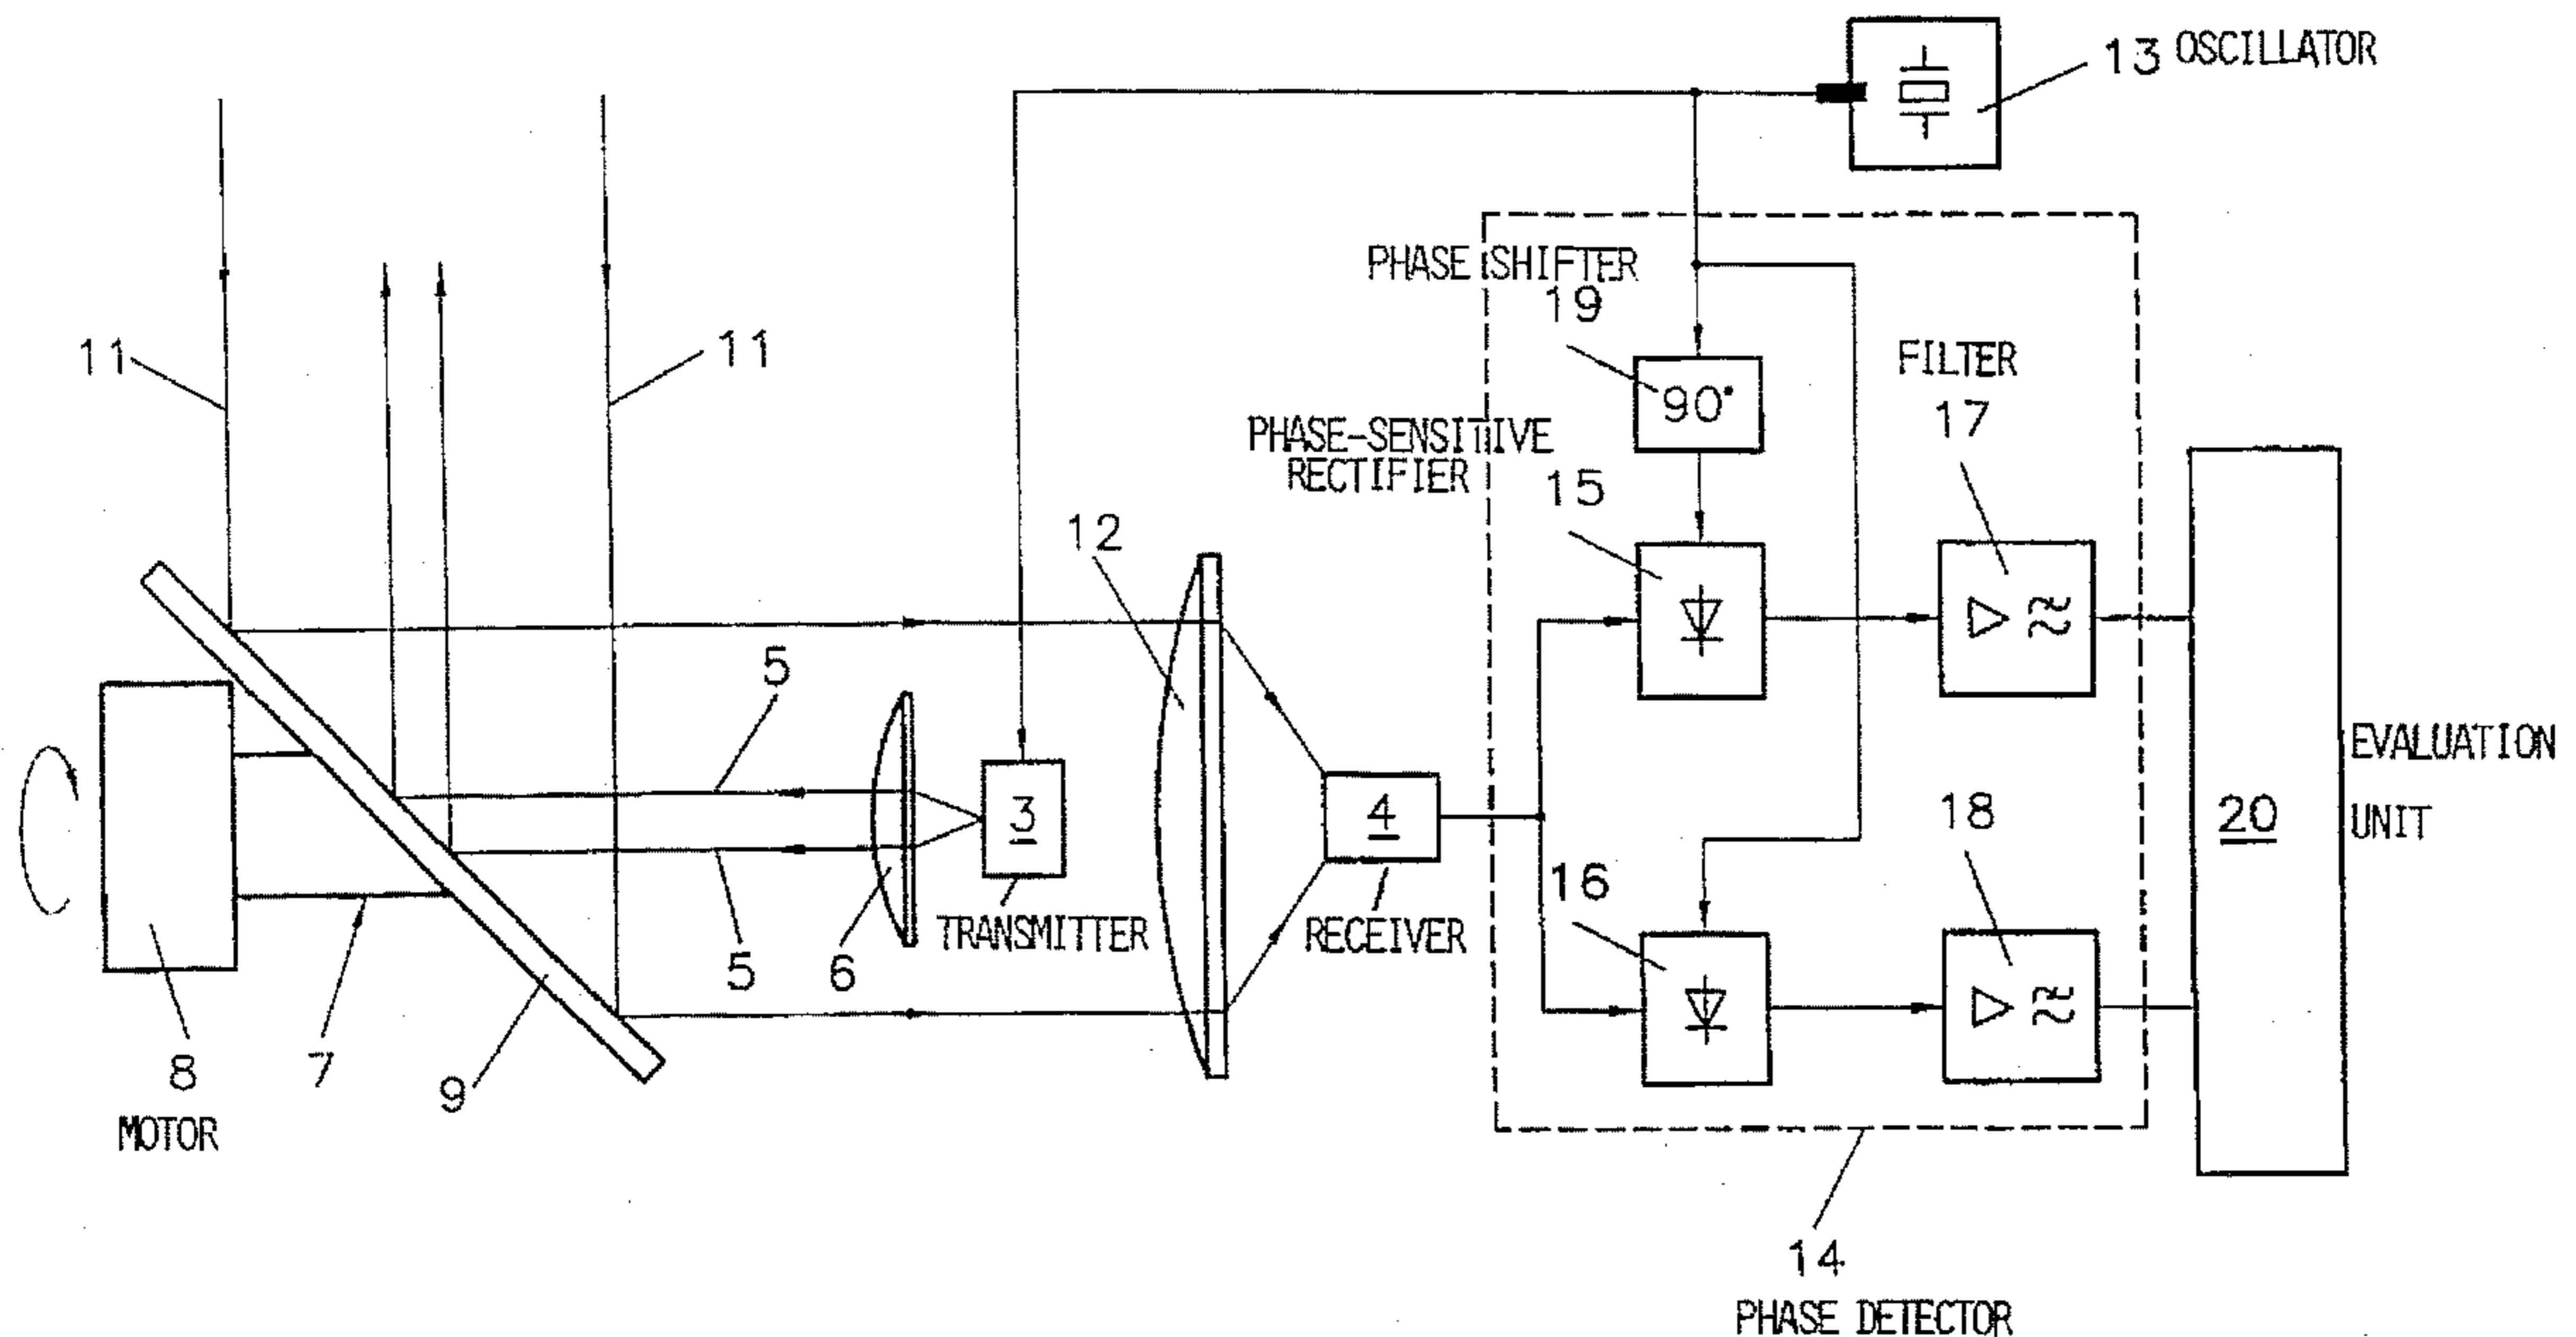 13 OSCILLATOR
PHASE SHIFTER
19
11
11
FILTER
17
90°
PHASE-SENSITIVE
RECTIFIER
15
12
5
EVALUATION
UNIT
3
4
20
18
16
TRANSMITTER
RECEIVER
5
6
8
7
9
MOTOR
14
PHASE DETECTOR